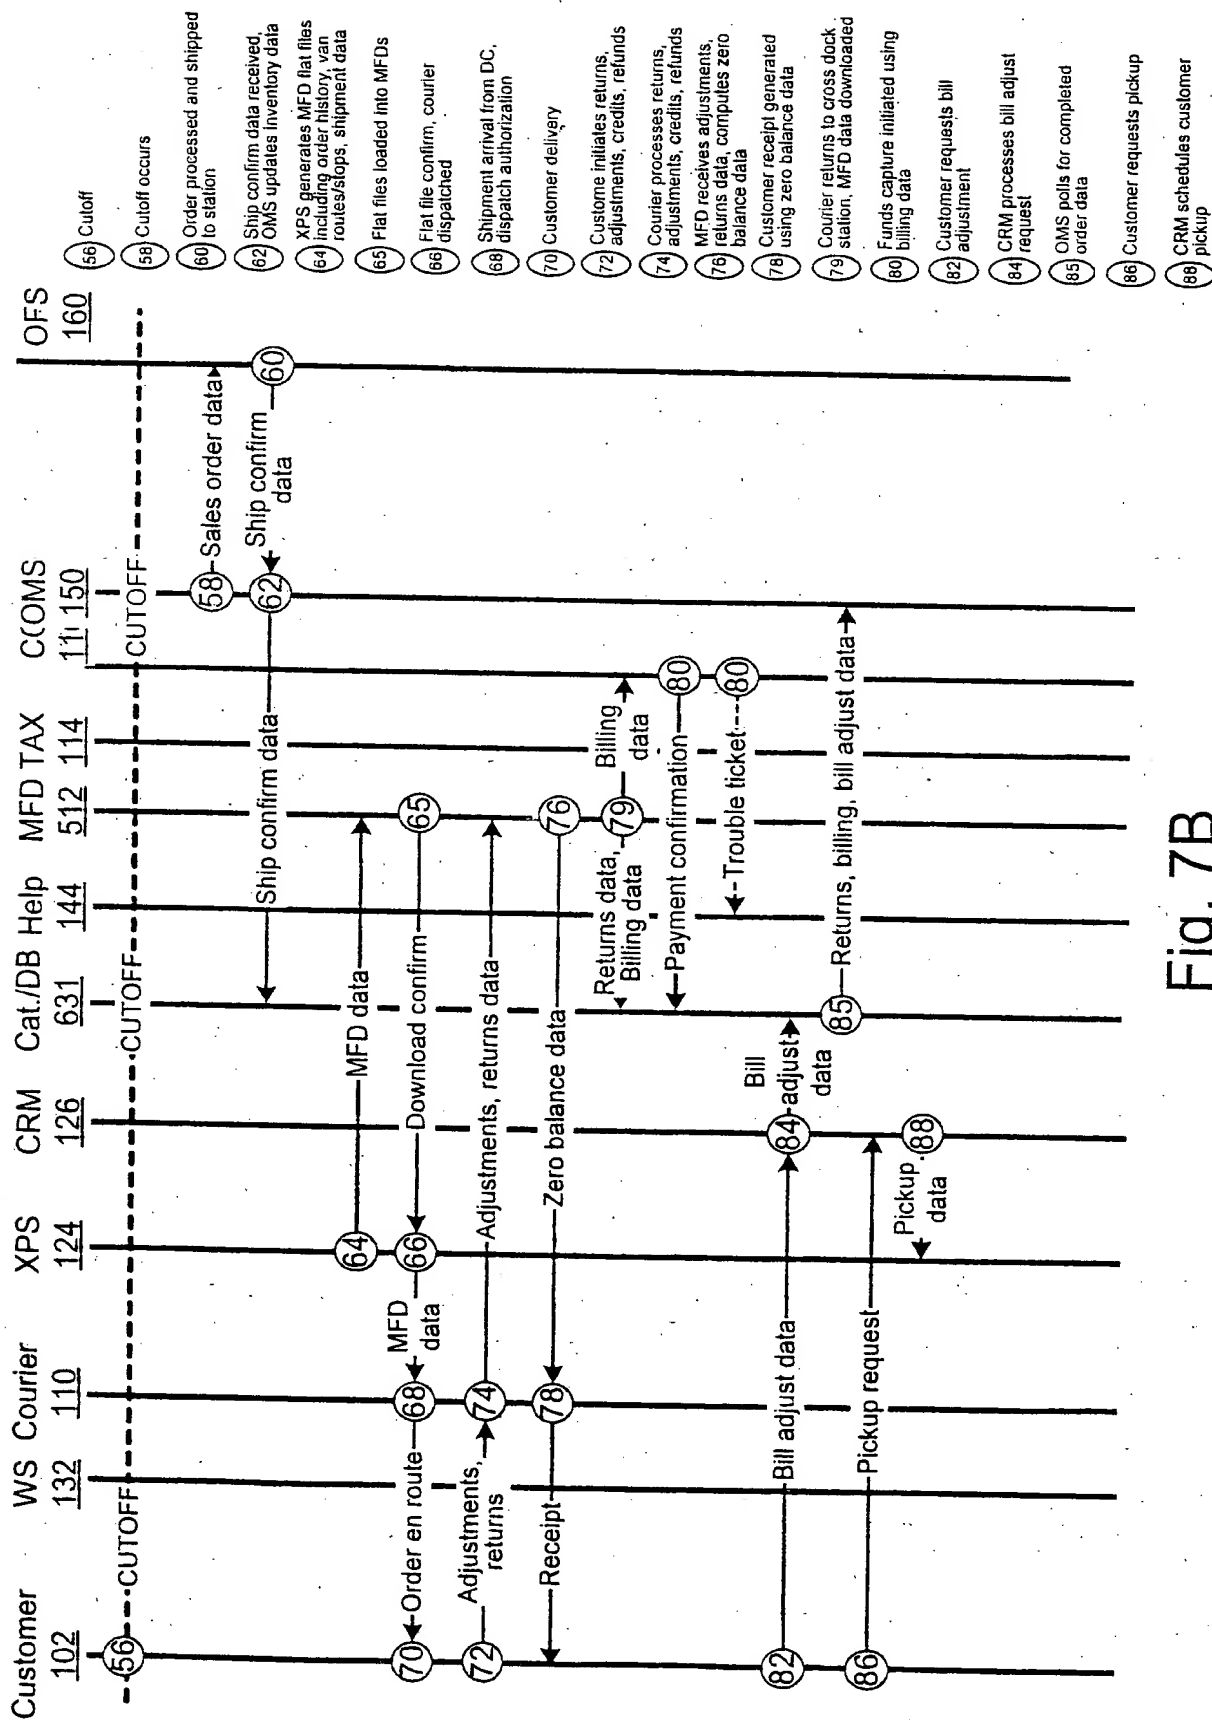 Customer
102
WS
132
Courier
110
XPS
124
CRM
126
Cat./DB
631
Help
144
MFD
512
TAX
114
C(OMS
150
OFS
160
56
CUTOFF
CUTOFF
CUTOFF
58
Sales order data
62
Ship confirm
data
60
Ship confirm data
64
MFD data
65
Download confirm
66
MFD
data
68
Order en route
70
72
Adjustments,
returns
74
Adjustments, returns data
76
Zero balance data
78
Receipt
79
Returns data,
Billing data
Billing
data
80
Payment confirmation
80
Trouble ticket
82
Bill adjust data
84
Bill
adjust
data
85
Returns, billing, bill adjust data
86
Pickup request
88
Pickup
data
56 Cutoff
58 Cutoff occurs
60 Order processed and shipped
to station
62 Ship confirm data received,
OMS updates Inventory data
64 XPS generates MFD flat files
including order history, van
routes/stops, shipment data
65 Flat files loaded into MFDs
66 Flat file confirm, courier
dispatched
68 Shipment arrival from DC,
dispatch authorization
70 Customer delivery
72 Custome initiates returns,
adjustments, credits, refunds
74 Courier processes returns,
adjustments, credits, refunds
76 MFD receives adjustments,
returns data, computes zero
balance data
78 Customer receipt generated
using zero balance data
79 Courier returns to cross dock
station, MFD data downloaded
80 Funds capture initiated using
billing data
82 Customer requests bill
adjustment
84 CRM processes bill adjust
request
85 OMS polls for completed
order data
86 Customer requests pickup
88 CRM schedules customer
pickup
Fig. 7B